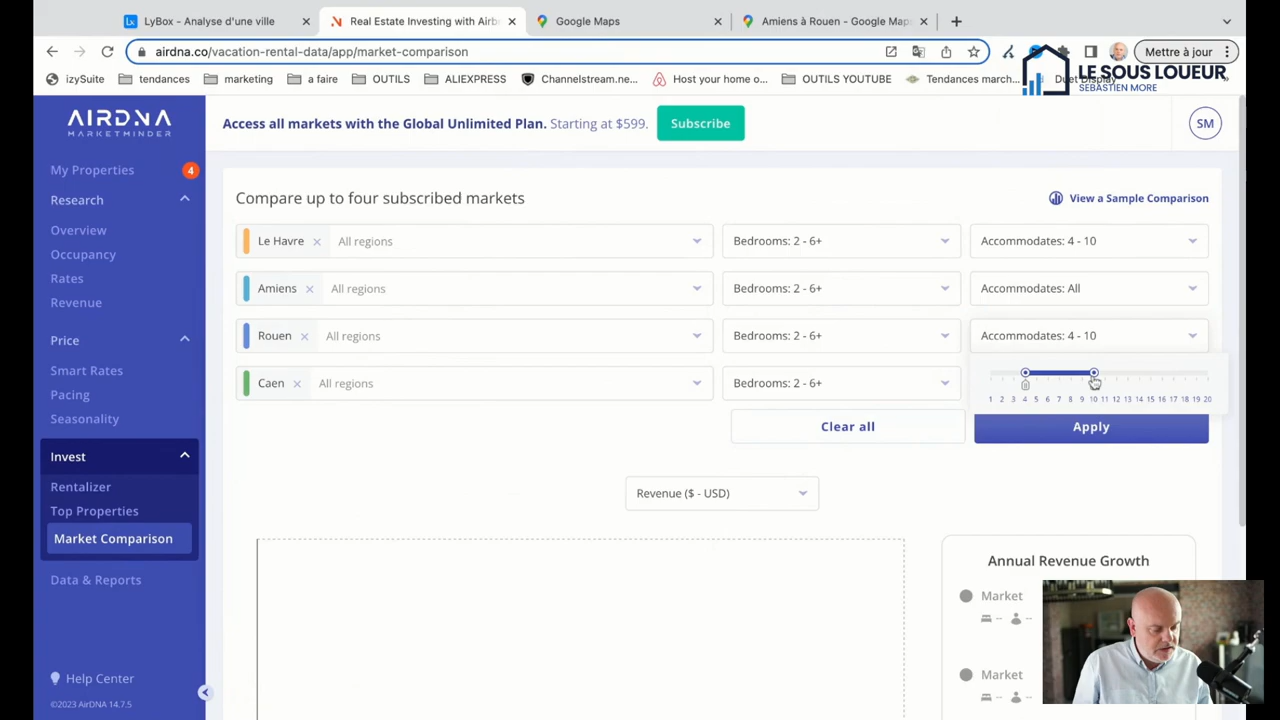 LyBox - Analyse d'une ville
Real Estate Investing with Airb
Google Maps
Amiens à Rouen - Google Maps
airdna.co/vacation-rental-data/app/market-comparison
Mettre à jour
izySuite
tendances
marketing
a faire
OUTILS
ALIEXPRESS
Channelstream.ne...
Host your home o...
OUTILS YOUTUBE
Tendances march...
Duet Display
LE SOUS LOUEUR
SEBASTIEN MORE
AIRDNA
MARKETMINDER
Access all markets with the Global Unlimited Plan. Starting at $599.
Subscribe
SM
My Properties
4
Research
Overview
Occupancy
Rates
Revenue
Price
Smart Rates
Pacing
Seasonality
Invest
Rentalizer
Top Properties
Market Comparison
Data & Reports
Help Center
©2023 AirDNA 14.7.5
Compare up to four subscribed markets
View a Sample Comparison
Le Havre × All regions
Bedrooms: 2 - 6+
Accommodates: 4 - 10
Amiens × All regions
Bedrooms: 2 - 6+
Accommodates: All
Rouen × All regions
Bedrooms: 2 - 6+
Accommodates: 4 - 10
Caen × All regions
Bedrooms: 2 - 6+
1 2 3 4 5 6 7 8 9 10 11 12 13 14 15 16 17 18 19 20
Clear all
Apply
Revenue ($ - USD)
Annual Revenue Growth
Market
-- --
Market
-- --